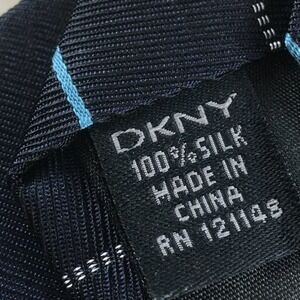 DKNY
100% SILK
MADE IN
CHINA
RN 121148